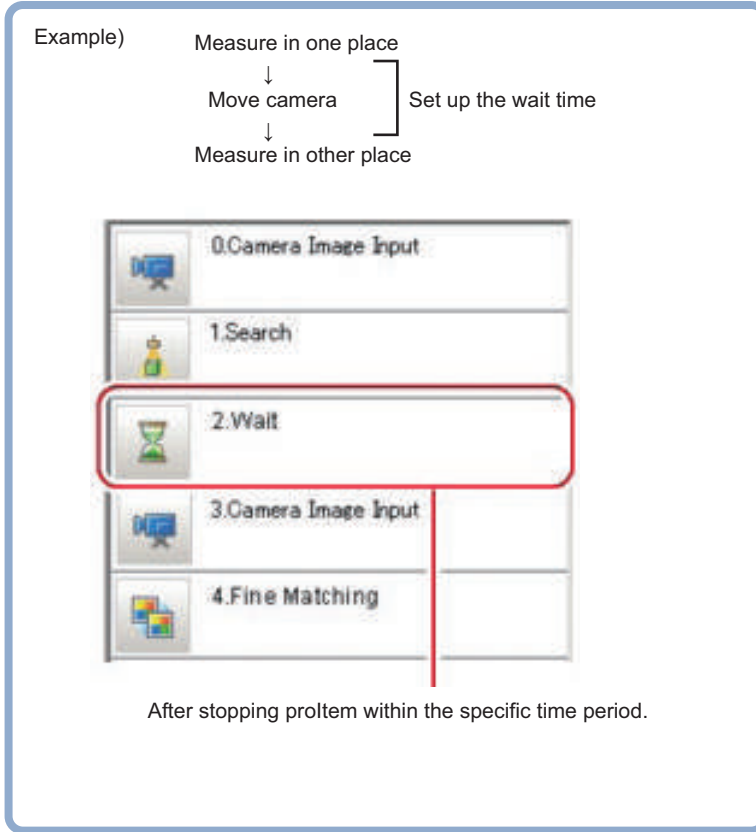 Example)
Measure in one place
↓
Move camera
Set up the wait time
↓
Measure in other place
0.Camera Image Input
1.Search
2.Wait
3.Camera Image Input
4.Fine Matching
After stopping proItem within the specific time period.